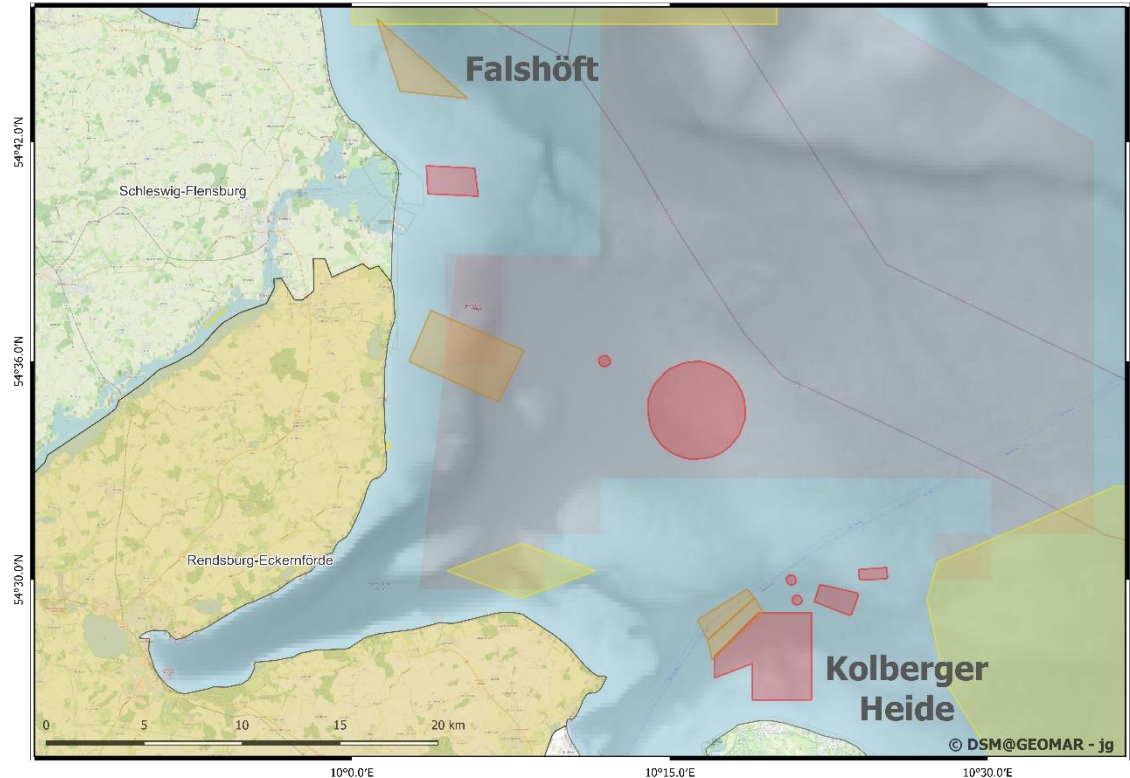 Falshöft
54°42.0'N
Schleswig-Flensburg
54°36.0'N
Rendsburg-Eckernförde
54°30.0'N
Kolberger
Heide
0 5 10 15 20 km
© DSM@GEOMAR - jg
10°0.0'E 10°15.0'E 10°30.0'E